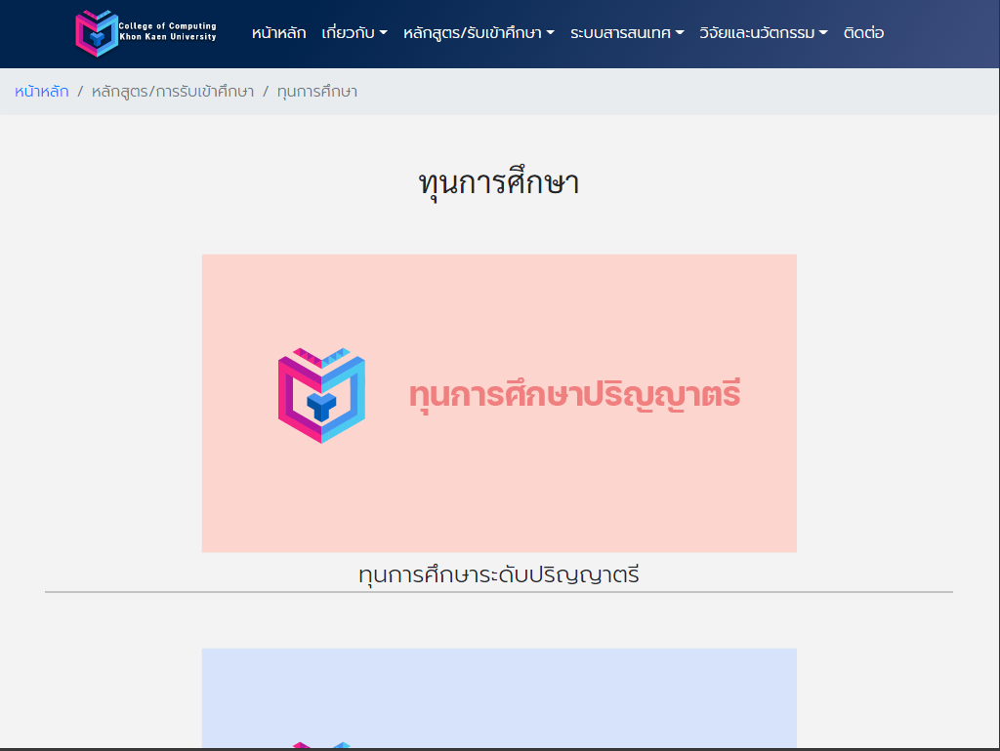 College of Computing
Khon Kaen University
หน้าหลัก เกี่ยวกับ หลักสูตร/รับเข้าศึกษา ระบบสารสนเทศ วิจัยและนวัตกรรม ติดต่อ
หน้าหลัก / หลักสูตร/การรับเข้าศึกษา / ทุนการศึกษา
ทุนการศึกษา
ทุนการศึกษาปริญญาตรี
ทุนการศึกษาระดับปริญญาตรี